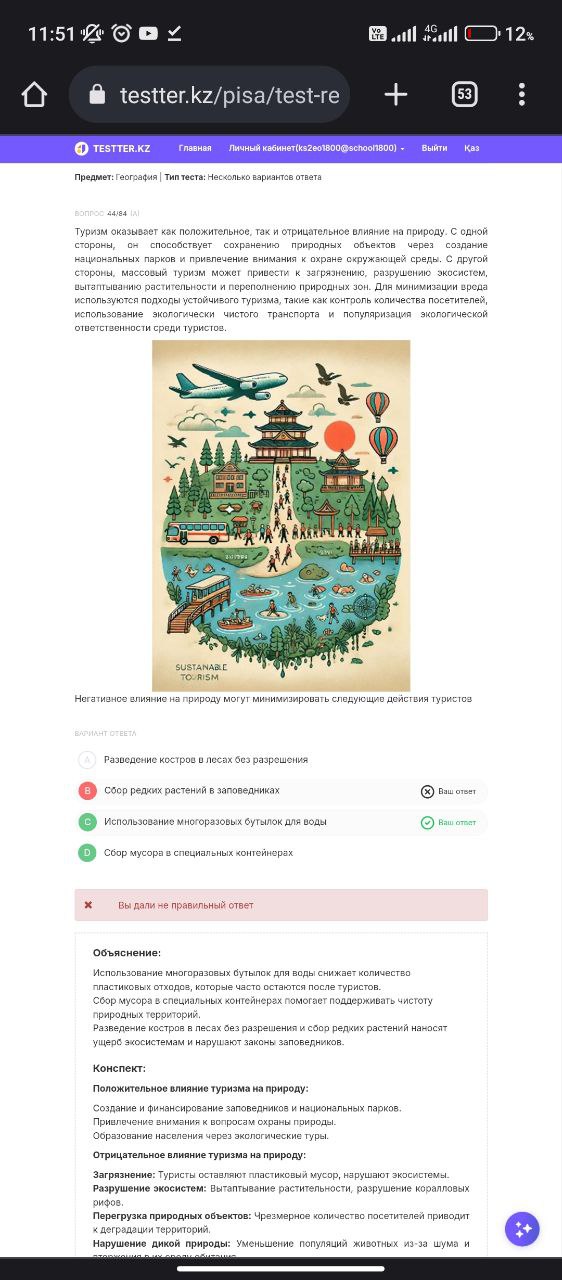 11:51
Vo LTE
4G
12%
testter.kz/pisa/test-re
53
TESTTER.KZ
Главная
Личный кабинет(ks2eo1800@school1800)
Выйти
Қаз
Предмет: География | Тип теста: Несколько вариантов ответа
ВОПРОС 44/84 (A)
Туризм оказывает как положительное, так и отрицательное влияние на природу. С одной
стороны, он способствует сохранению природных объектов через создание
национальных парков и привлечение внимания к охране окружающей среды. С другой
стороны, массовый туризм может привести к загрязнению, разрушению экосистем,
вытаптыванию растительности и переполнению природных зон. Для минимизации вреда
используются подходы устойчивого туризма, такие как контроль количества посетителей,
использование экологически чистого транспорта и популяризация экологической
ответственности среди туристов.
Негативное влияние на природу могут минимизировать следующие действия туристов
ВАРИАНТ ОТВЕТА
A Разведение костров в лесах без разрешения
B Сбор редких растений в заповедниках Ваш ответ
C Использование многоразовых бутылок для воды Ваш ответ
D Сбор мусора в специальных контейнерах
Вы дали не правильный ответ
Объяснение:
Использование многоразовых бутылок для воды снижает количество
пластиковых отходов, которые часто остаются после туристов.
Сбор мусора в специальных контейнерах помогает поддерживать чистоту
природных территорий.
Разведение костров в лесах без разрешения и сбор редких растений наносят
ущерб экосистемам и нарушают законы заповедников.
Конспект:
Положительное влияние туризма на природу:
Создание и финансирование заповедников и национальных парков.
Привлечение внимания к вопросам охраны природы.
Образование населения через экологические туры.
Отрицательное влияние туризма на природу:
Загрязнение: Туристы оставляют пластиковый мусор, нарушают экосистемы.
Разрушение экосистем: Вытаптывание растительности, разрушение коралловых
рифов.
Перегрузка природных объектов: Чрезмерное количество посетителей приводит
к деградации территорий.
Нарушение дикой природы: Уменьшение популяций животных из-за шума и